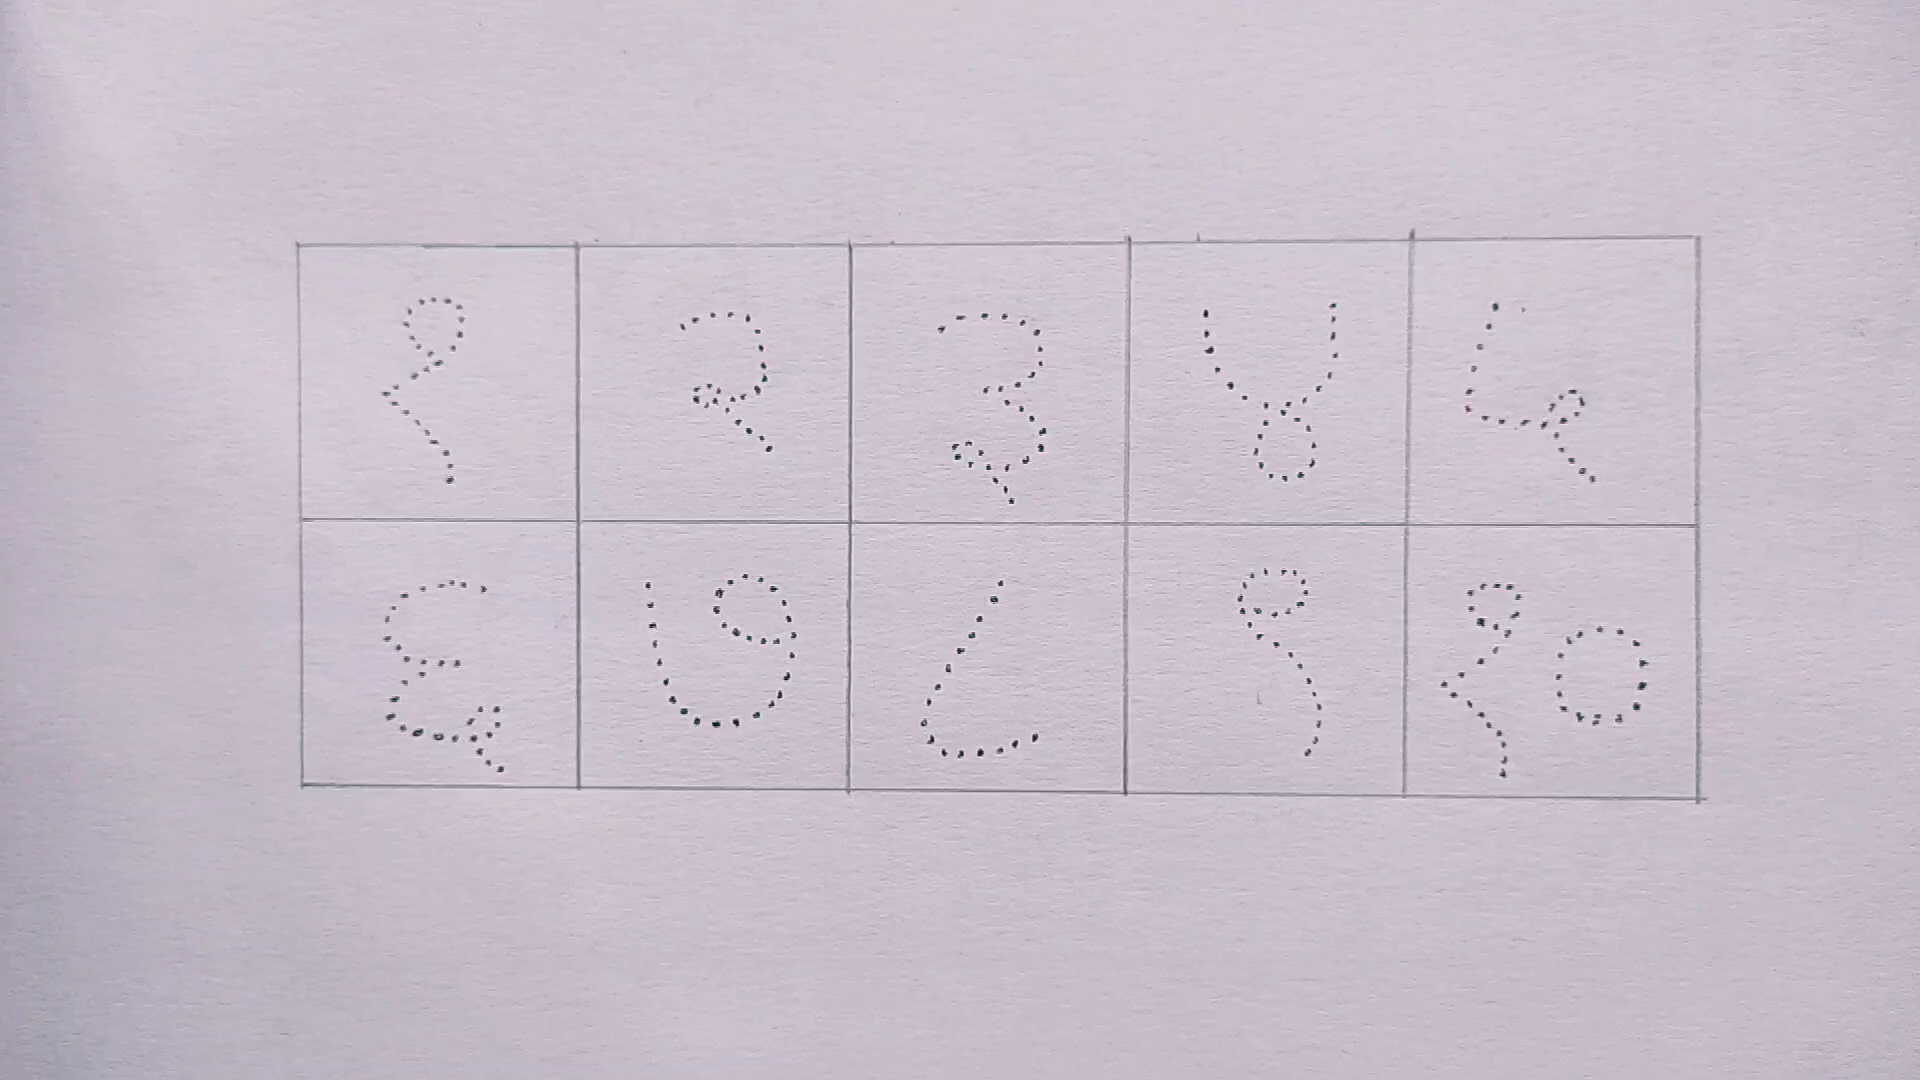 १ २ ३ ४ ५
६ ७ ८ ९ १०